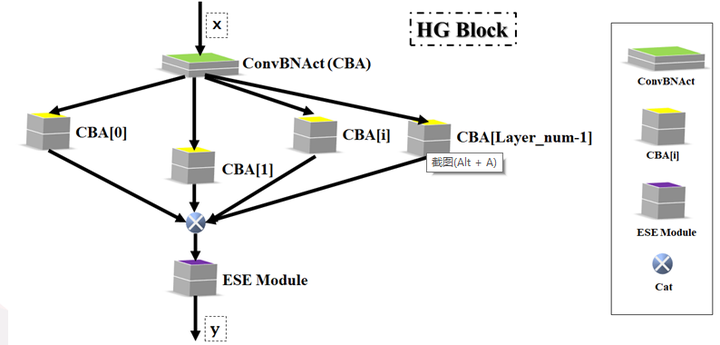 x
HG Block
ConvBNAct (CBA)
CBA[0]
CBA[1]
CBA[i]
CBA[Layer_num-1]
截图(Alt + A)
ESE Module
y
ConvBNAct
CBA[i]
ESE Module
Cat